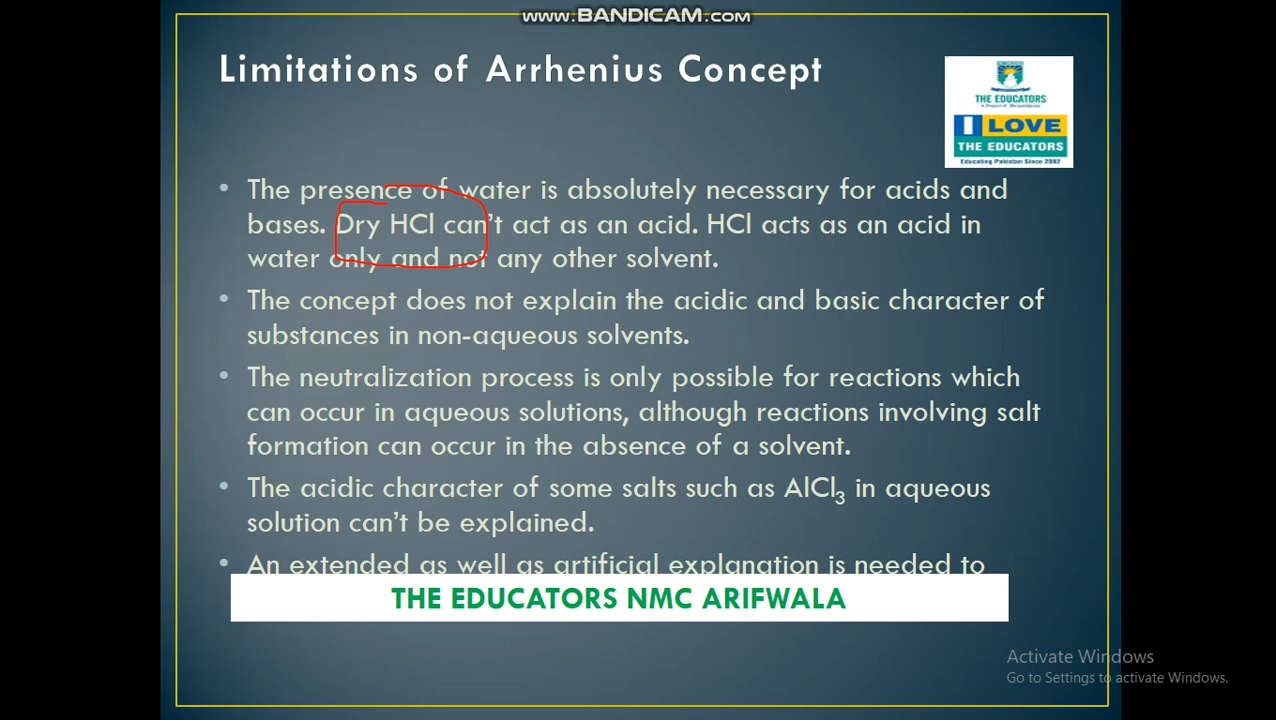 www.BANDICAM.com
Limitations of Arrhenius Concept
THE EDUCATORS
I LOVE
THE EDUCATORS
Educating Pakistan Since 2002
• The presence of water is absolutely necessary for acids and
bases. Dry HCl can't act as an acid. HCl acts as an acid in
water only and not any other solvent.
• The concept does not explain the acidic and basic character of
substances in non-aqueous solvents.
• The neutralization process is only possible for reactions which
can occur in aqueous solutions, although reactions involving salt
formation can occur in the absence of a solvent.
• The acidic character of some salts such as AlCl₃ in aqueous
solution can't be explained.
• An extended as well as artificial explanation is needed to
THE EDUCATORS NMC ARIFWALA
Activate Windows
Go to Settings to activate Windows.